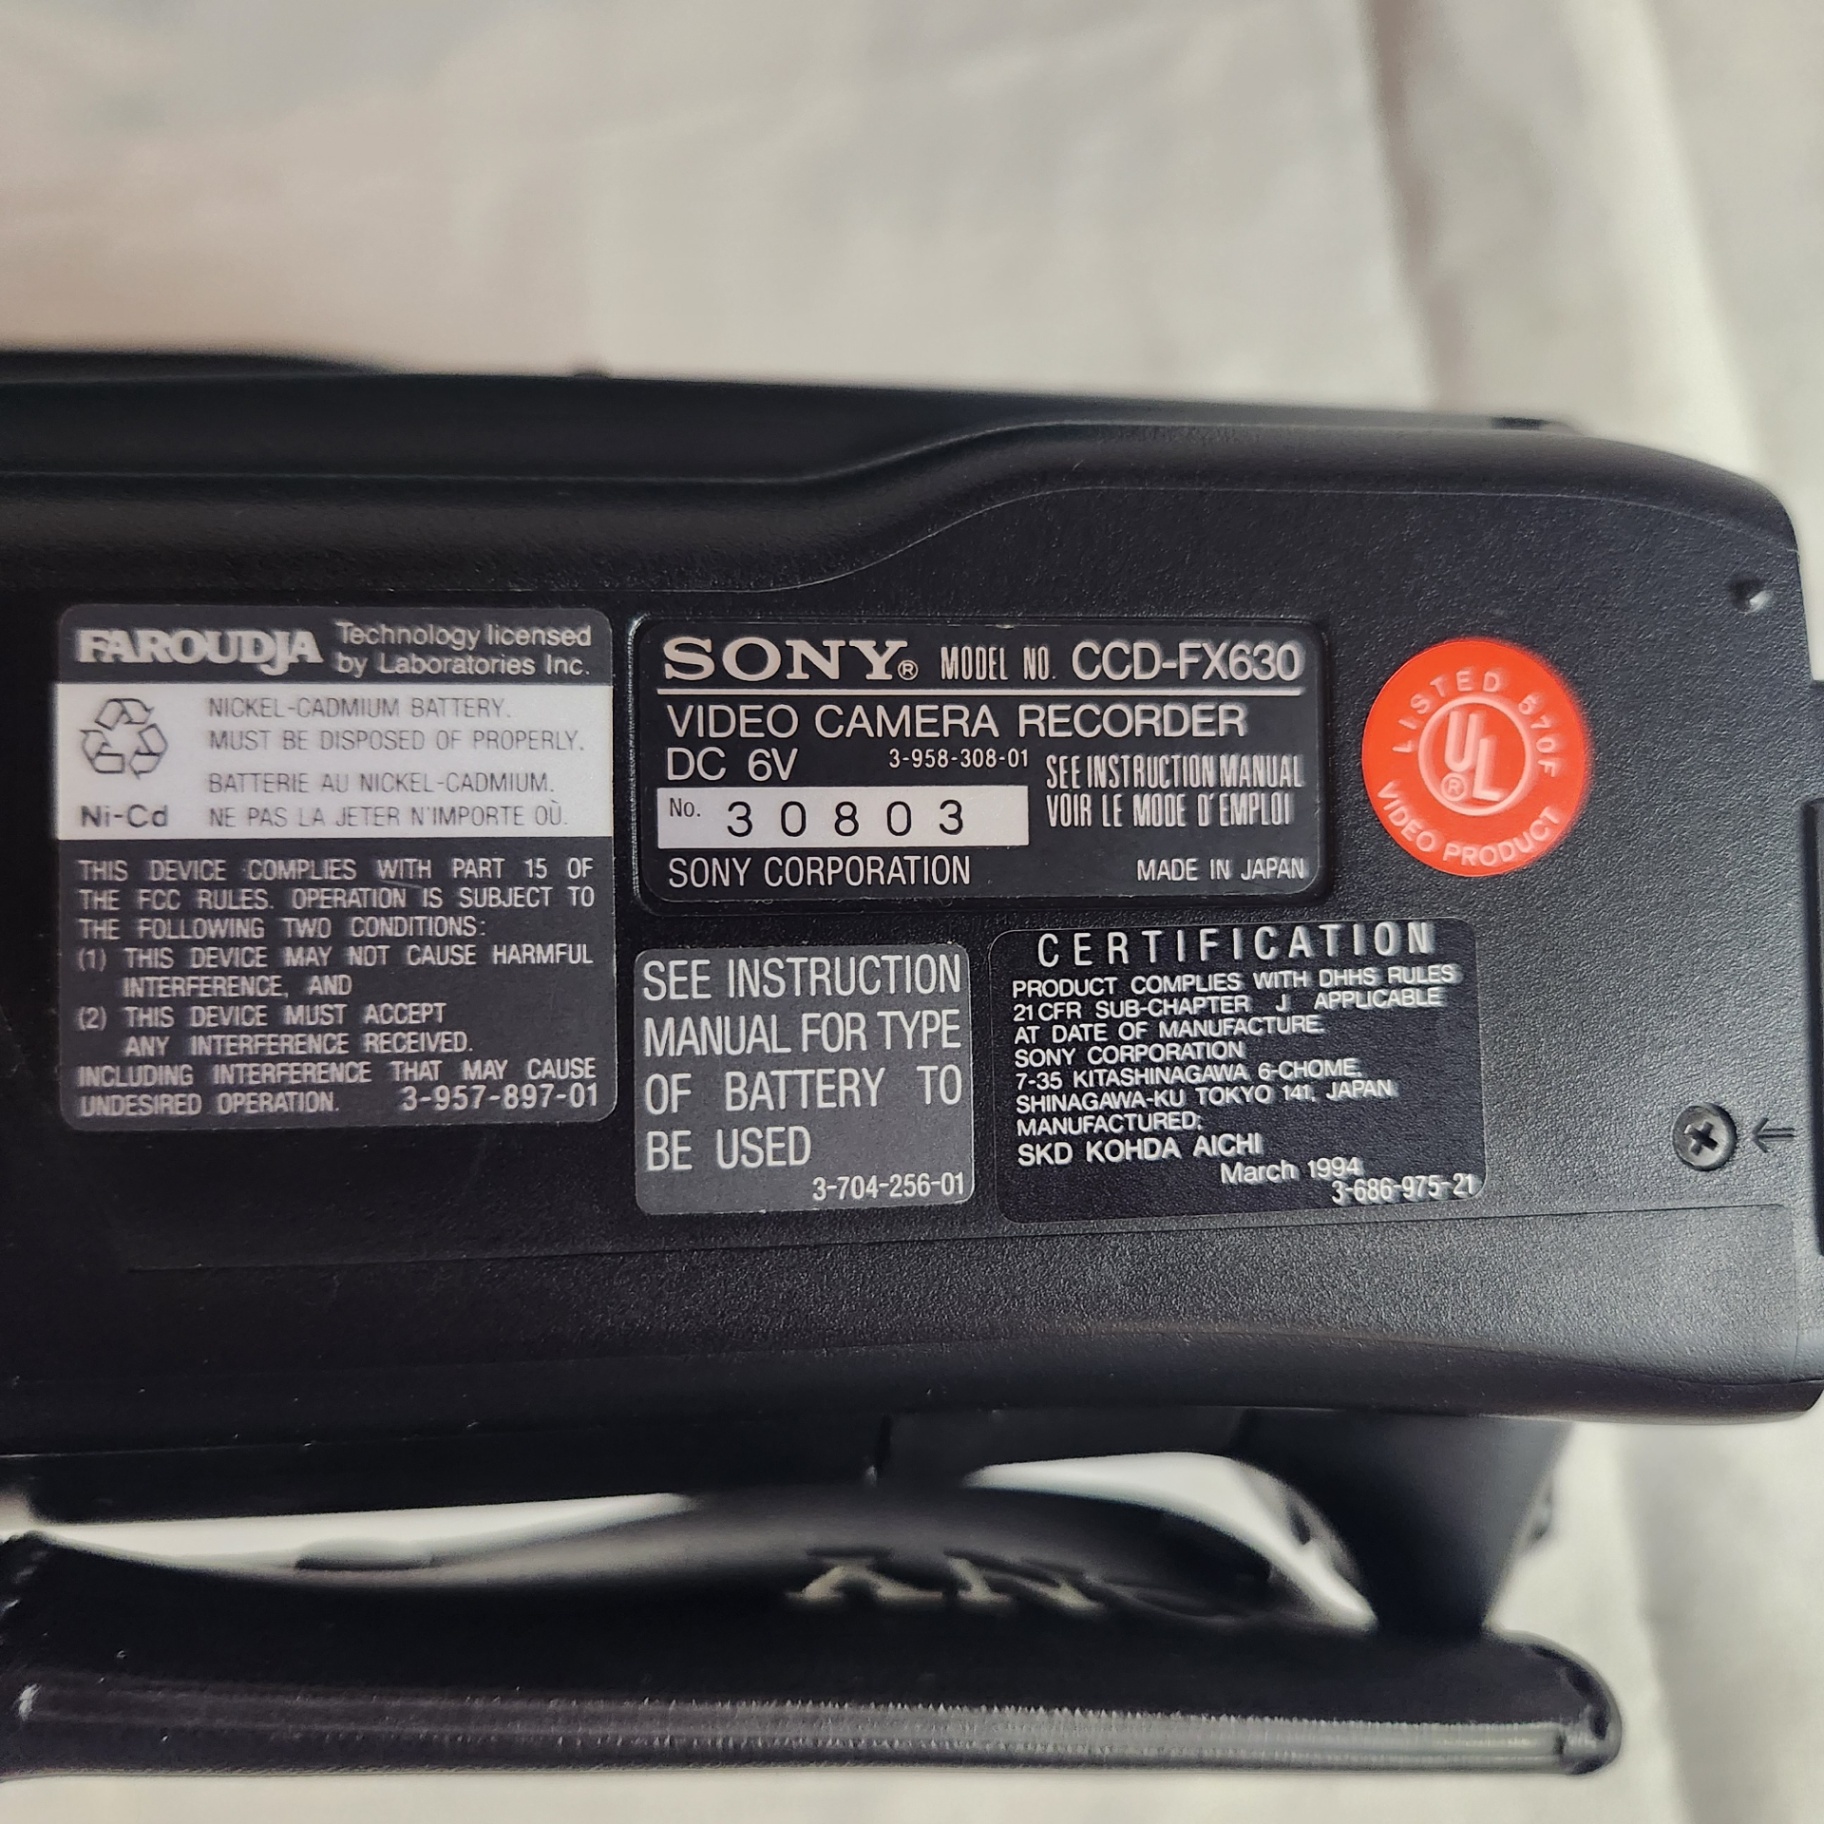 FAROUDJA Technology licensed
by Laboratories Inc.
NICKEL-CADMIUM BATTERY.
MUST BE DISPOSED OF PROPERLY.
BATTERIE AU NICKEL-CADMIUM.
Ni-Cd NE PAS LA JETER N'IMPORTE OÙ.
THIS DEVICE COMPLIES WITH PART 15 OF
THE FCC RULES. OPERATION IS SUBJECT TO
THE FOLLOWING TWO CONDITIONS:
(1) THIS DEVICE MAY NOT CAUSE HARMFUL
INTERFERENCE, AND
(2) THIS DEVICE MUST ACCEPT
ANY INTERFERENCE RECEIVED.
INCLUDING INTERFERENCE THAT MAY CAUSE
UNDESIRED OPERATION. 3-957-897-01
SONY® MODEL NO. CCD-FX630
VIDEO CAMERA RECORDER
DC 6V 3-958-308-01
SEE INSTRUCTION MANUAL
VOIR LE MODE D'EMPLOI
No. 30803
SONY CORPORATION MADE IN JAPAN
LISTED 570F
UL®
VIDEO PRODUCT
SEE INSTRUCTION
MANUAL FOR TYPE
OF BATTERY TO
BE USED
3-704-256-01
CERTIFICATION
PRODUCT COMPLIES WITH DHHS RULES
21 CFR SUB-CHAPTER J APPLICABLE
AT DATE OF MANUFACTURE.
SONY CORPORATION
7-35 KITASHINAGAWA 6-CHOME,
SHINAGAWA-KU TOKYO 141, JAPAN
MANUFACTURED:
SKD KOHDA AICHI
March 1994
3-686-975-21
SONY